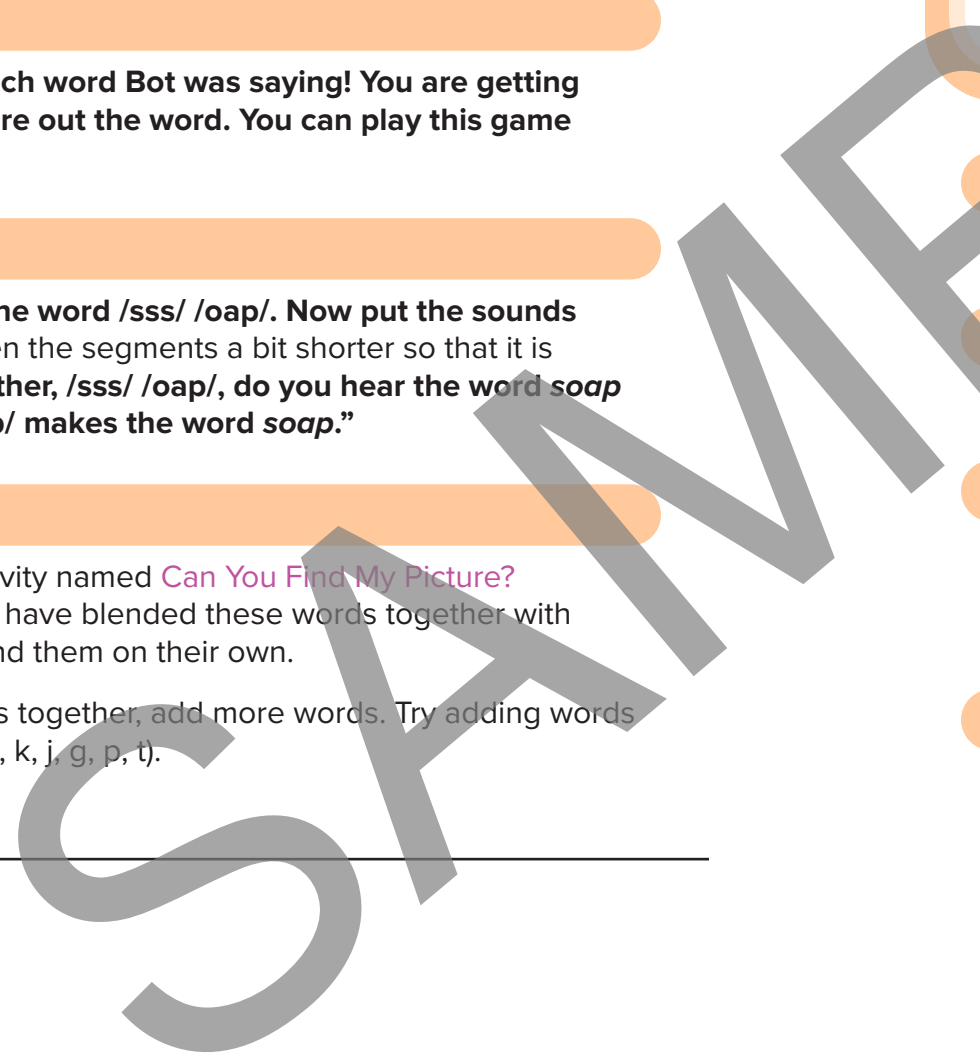 ch word Bot was saying! You are getting
re out the word. You can play this game
he word /sss/ /oap/. Now put the sounds
en the segments a bit shorter so that it is
ther, /sss/ /oap/, do you hear the word soap
p/ makes the word soap.”
vity named Can You Find My Picture?
have blended these words together with
nd them on their own.
s together, add more words. Try adding words
, k, j, g, p, t).
SAMP